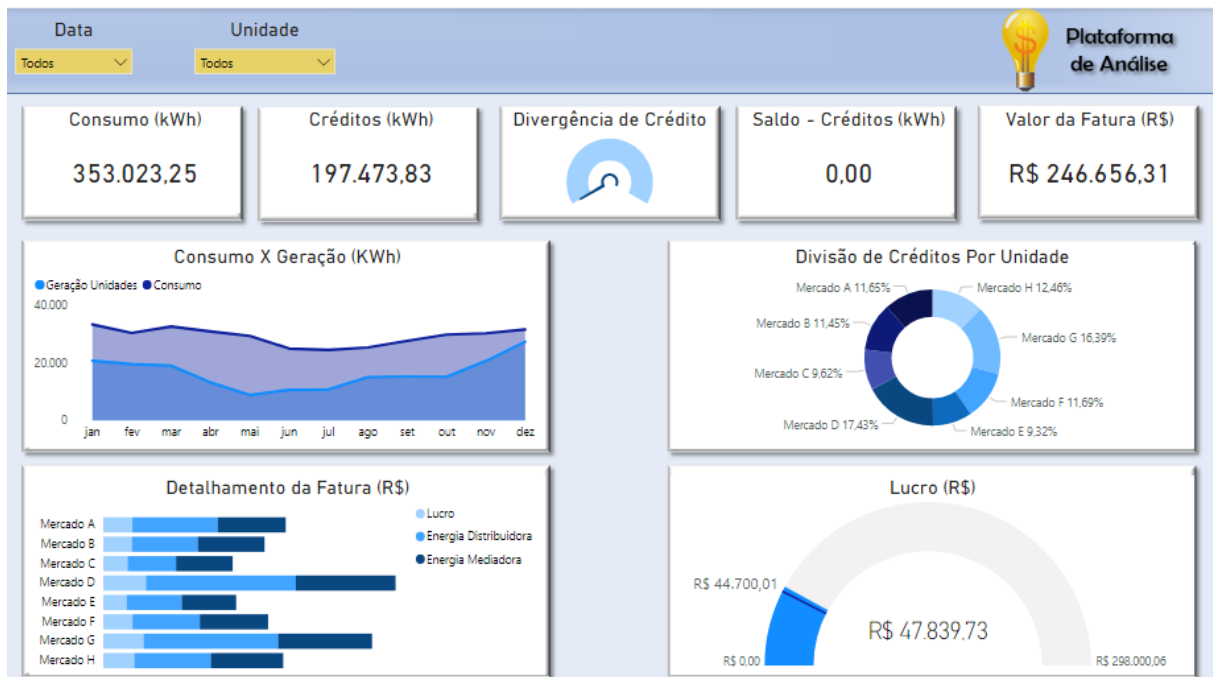 Data
Unidade
Todos
Todos
Plataforma
de Análise
Consumo (kWh)
353.023,25
Créditos (kWh)
197.473,83
Divergência de Crédito
Saldo - Créditos (kWh)
0,00
Valor da Fatura (R$)
R$ 246.656,31
Consumo X Geração (KWh)
Geração Unidades
Consumo
40.000
20.000
0
jan fev mar abr mai jun jul ago set out nov dez
Divisão de Créditos Por Unidade
Mercado A 11,65%
Mercado H 12,46%
Mercado B 11,45%
Mercado G 16,39%
Mercado C 9,62%
Mercado F 11,69%
Mercado D 17,43%
Mercado E 9,32%
Detalhamento da Fatura (R$)
Lucro
Energia Distribuidora
Energia Mediadora
Mercado A
Mercado B
Mercado C
Mercado D
Mercado E
Mercado F
Mercado G
Mercado H
Lucro (R$)
R$ 44.700,01
R$ 47.839,73
R$ 0,00
R$ 298.000,06